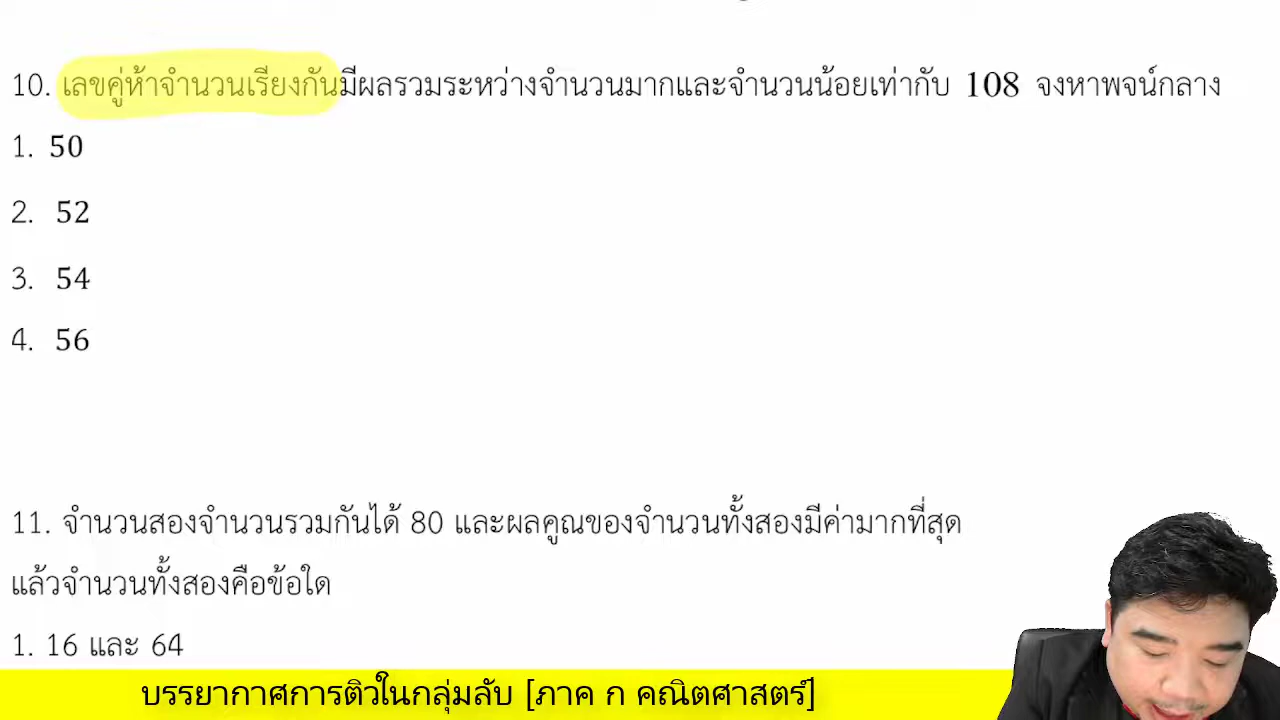 10. เลขคู่ห้าจำนวนเรียงกันมีผลรวมระหว่างจำนวนมากและจำนวนน้อยเท่ากับ 108 จงหาพจน์กลาง
1. 50
2. 52
3. 54
4. 56
11. จำนวนสองจำนวนรวมกันได้ 80 และผลคูณของจำนวนทั้งสองมีค่ามากที่สุด
แล้วจำนวนทั้งสองคือข้อใด
1. 16 และ 64
บรรยากาศการติวในกลุ่มลับ [ภาค ก คณิตศาสตร์]